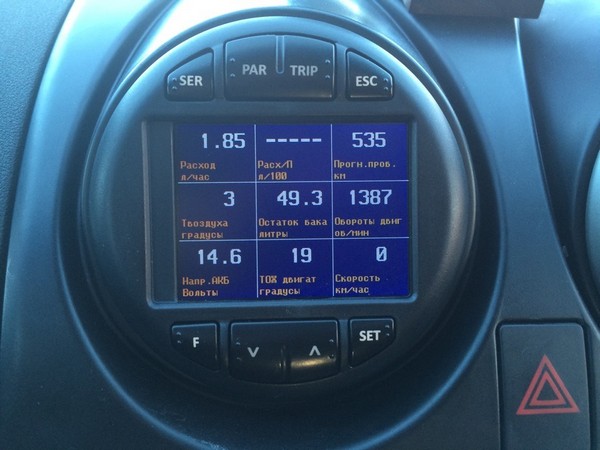 SER
PAR
TRIP
ESC
1.85
-----
535
Расход
л/час
Расх/П
л/100
Прогн.пров.
км
3
49.3
1387
Твоздуха
градусы
Остаток бака
литры
Обороты двиг
об/мин
14.6
19
0
Напр.АКБ
Вольты
ТОЖ двигат
градусы
Скорость
км/час
F
SET